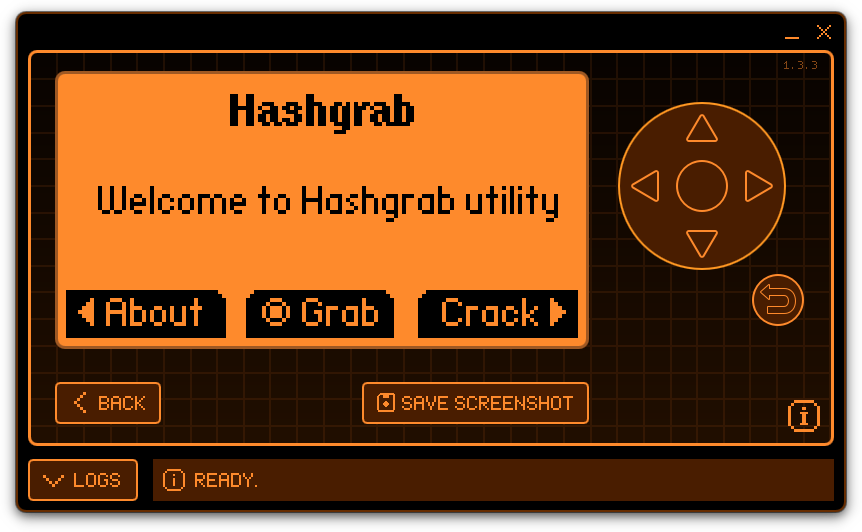 1.3.3
Hashgrab
Welcome to Hashgrab utility
About
Grab
Crack
BACK
SAVE SCREENSHOT
LOGS
READY.